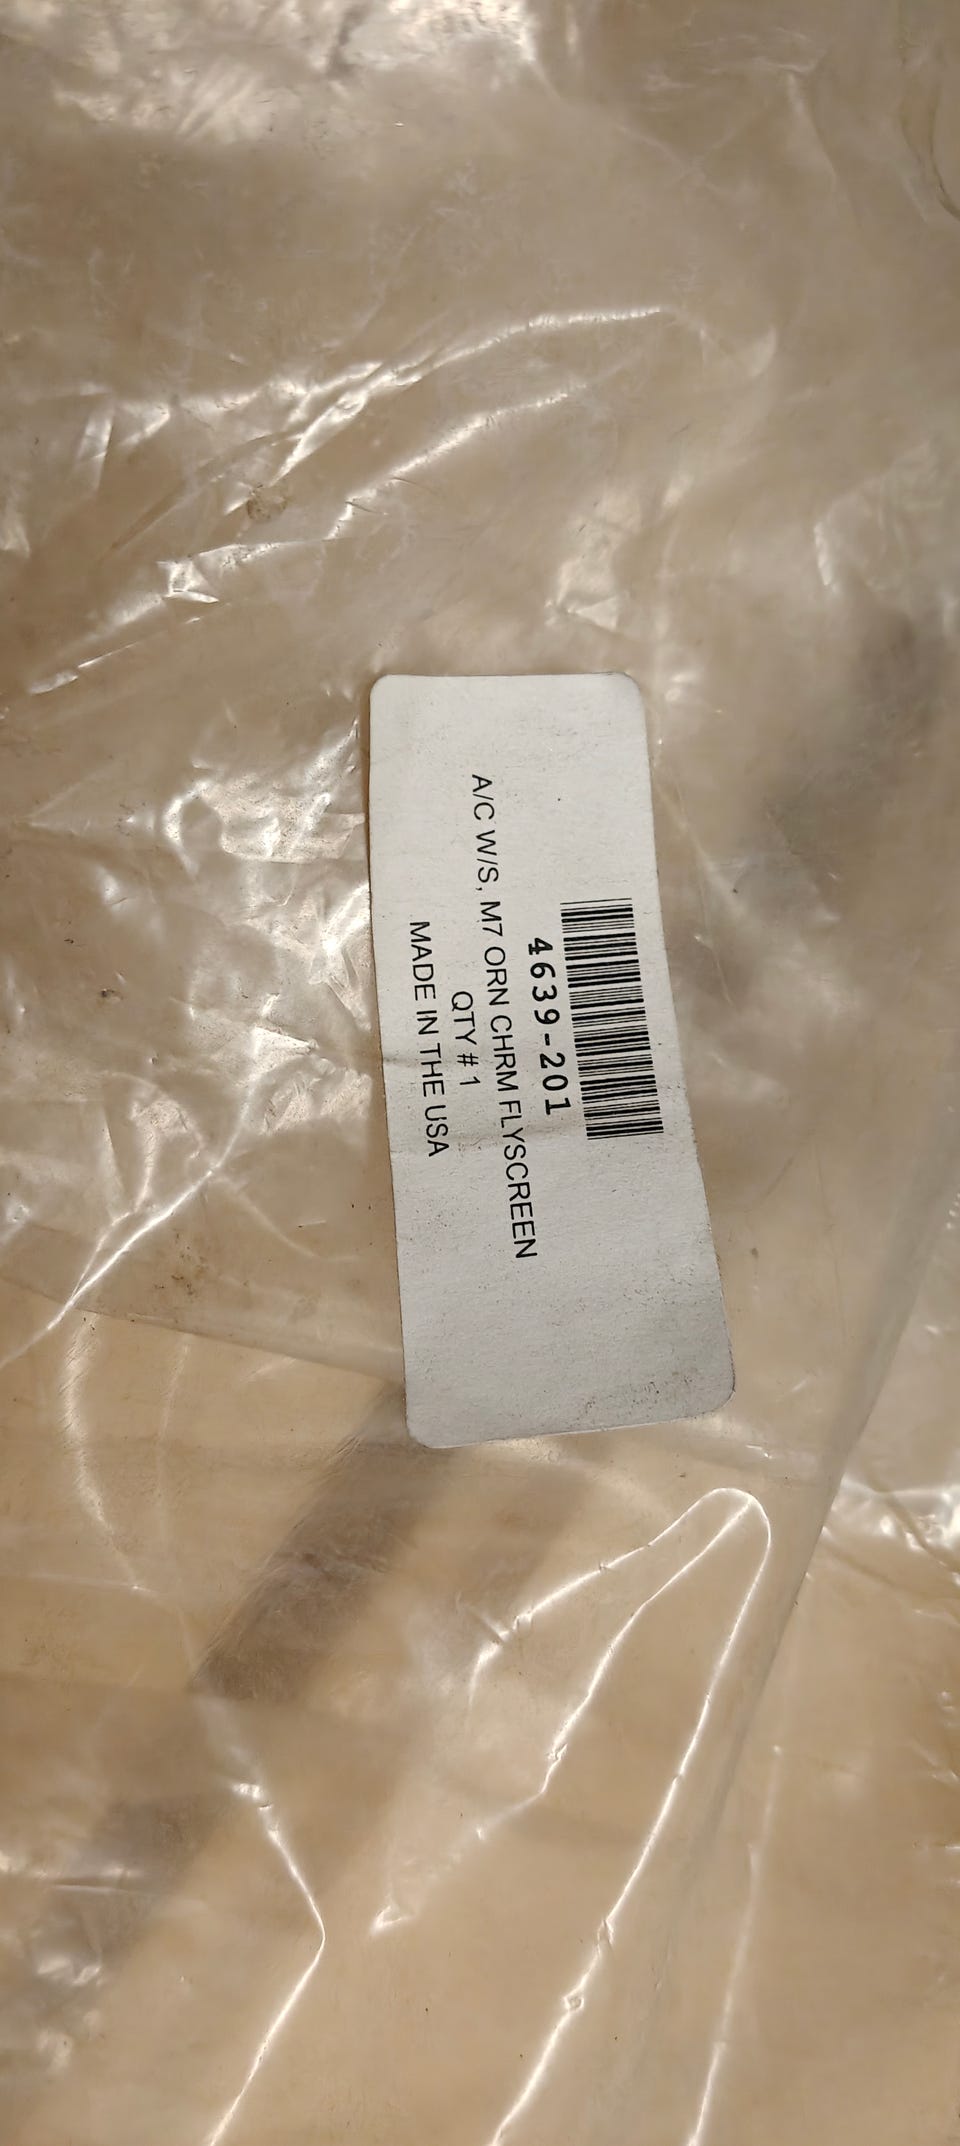 4639-201
A/C W/S, M7 ORN CHRM FLYSCREEN
QTY # 1
MADE IN THE USA